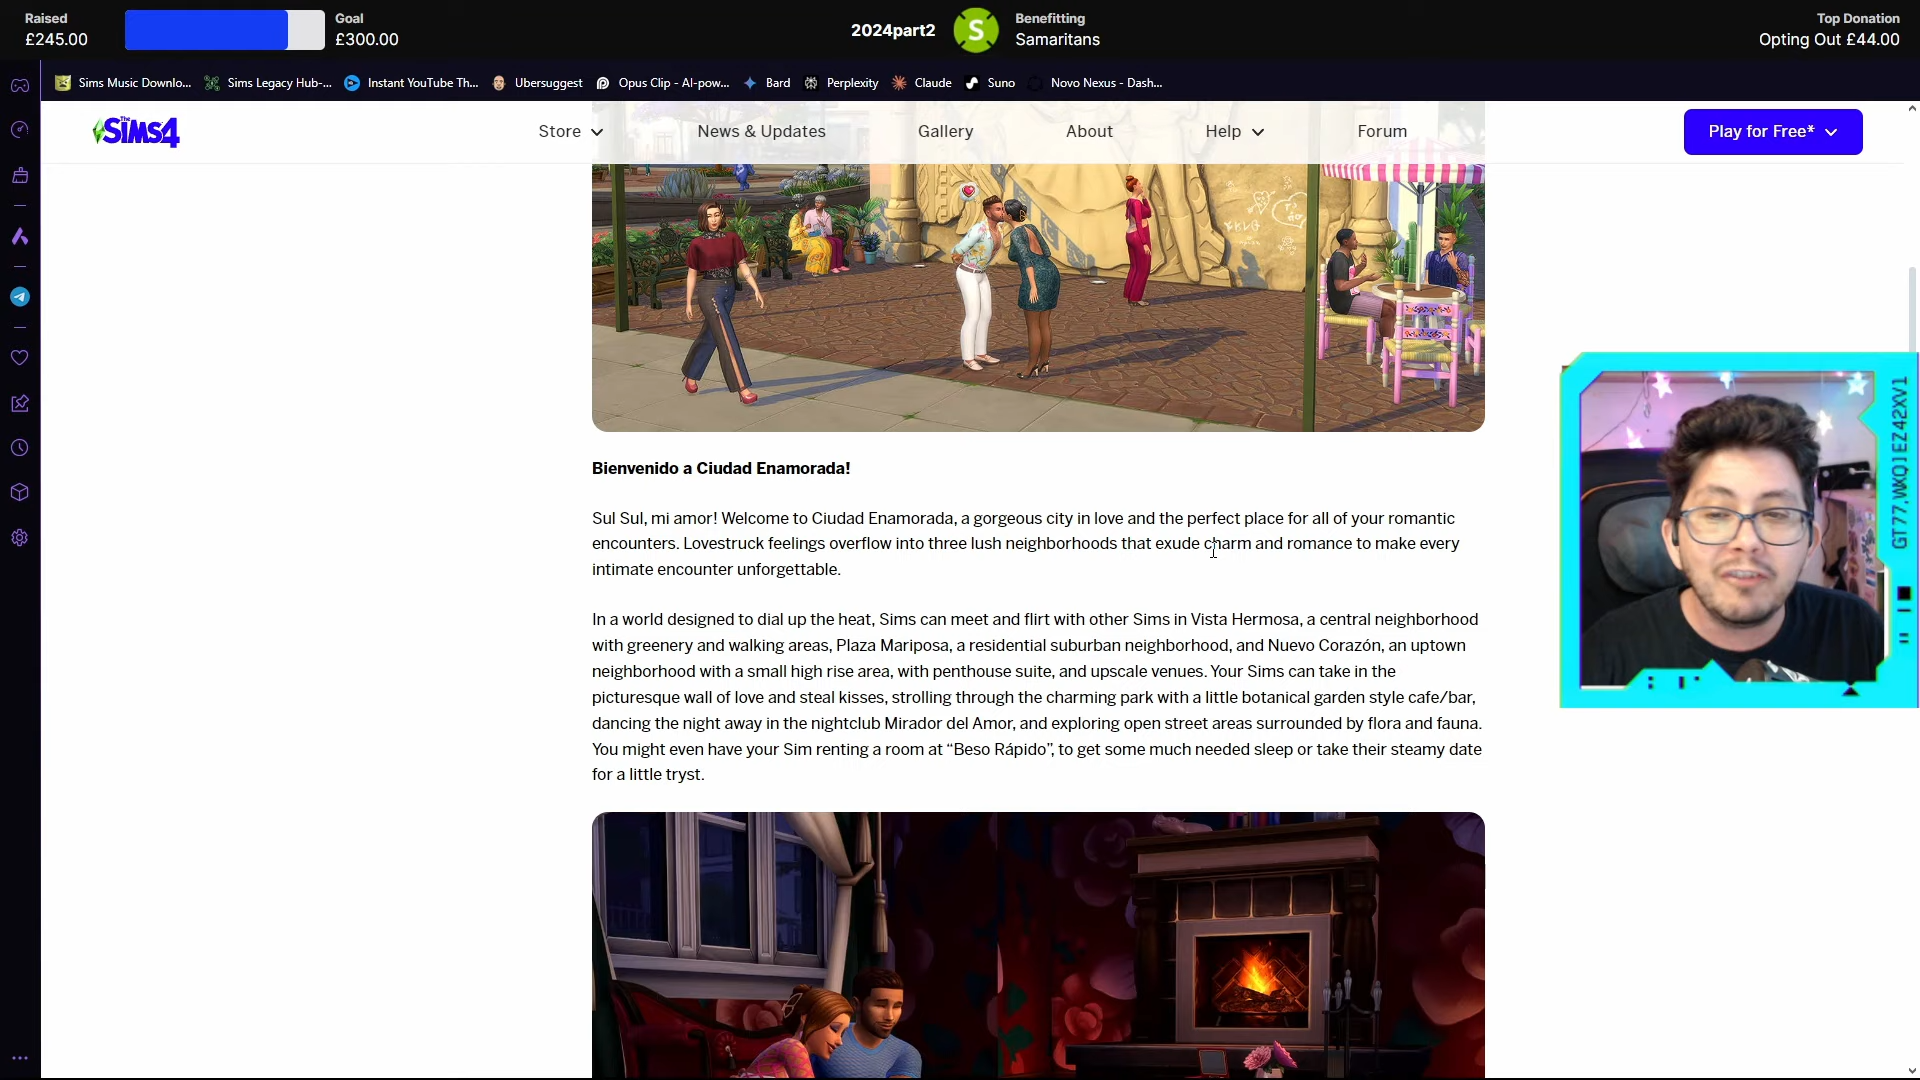 Raised
£245.00
Goal
£300.00
2024part2
S
Benefitting
Samaritans
Top Donation
Opting Out £44.00
Sims Music Downlo...
Sims Legacy Hub-...
Instant YouTube Th...
Ubersuggest
Opus Clip - AI-pow...
Bard
Perplexity
Claude
Suno
Novo Nexus - Dash...
The SIMS4
Store
News & Updates
Gallery
About
Help
Forum
Play for Free*
Bienvenido a Ciudad Enamorada!
Sul Sul, mi amor! Welcome to Ciudad Enamorada, a gorgeous city in love and the perfect place for all of your romantic
encounters. Lovestruck feelings overflow into three lush neighborhoods that exude charm and romance to make every
intimate encounter unforgettable.
In a world designed to dial up the heat, Sims can meet and flirt with other Sims in Vista Hermosa, a central neighborhood
with greenery and walking areas, Plaza Mariposa, a residential suburban neighborhood, and Nuevo Corazón, an uptown
neighborhood with a small high rise area, with penthouse suite, and upscale venues. Your Sims can take in the
picturesque wall of love and steal kisses, strolling through the charming park with a little botanical garden style cafe/bar,
dancing the night away in the nightclub Mirador del Amor, and exploring open street areas surrounded by flora and fauna.
You might even have your Sim renting a room at “Beso Rápido”, to get some much needed sleep or take their steamy date
for a little tryst.